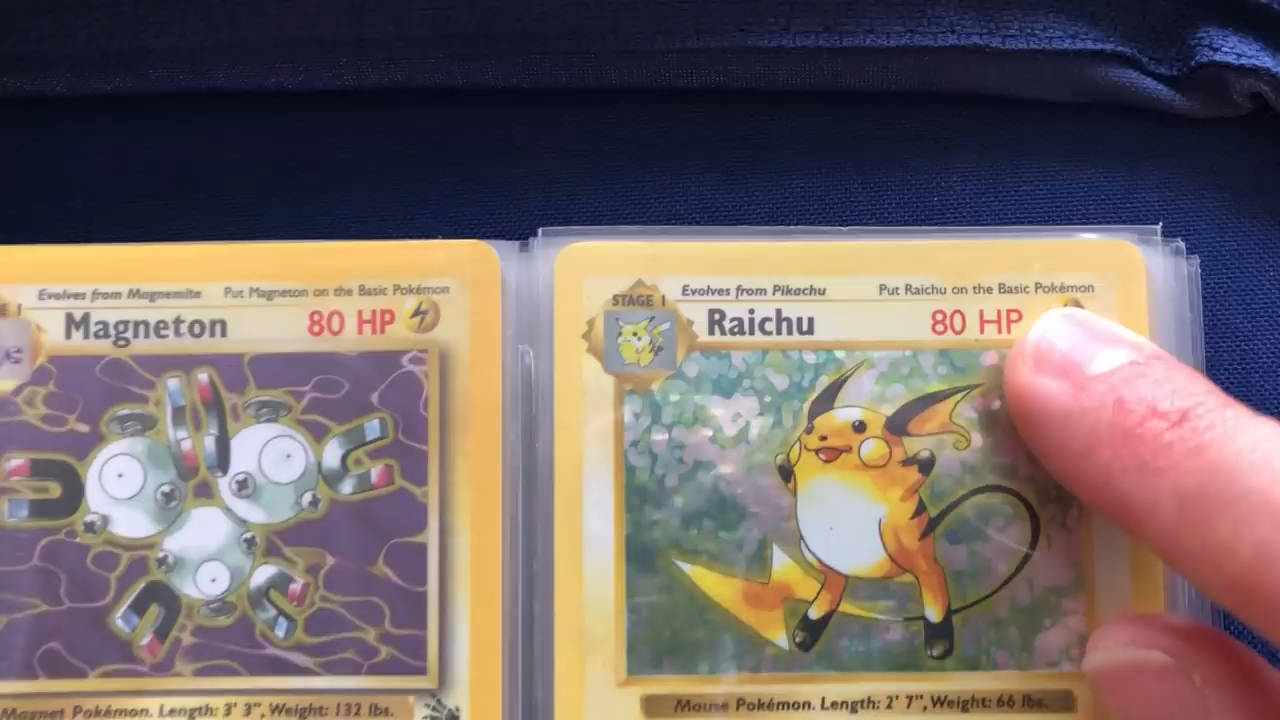 Evolves from Magnemite Put Magneton on the Basic Pokémon
Magneton 80 HP
Magnet Pokémon. Length: 3' 3", Weight: 132 lbs.
STAGE 1
Evolves from Pikachu Put Raichu on the Basic Pokémon
Raichu 80 HP
Mouse Pokémon. Length: 2' 7", Weight: 66 lbs.